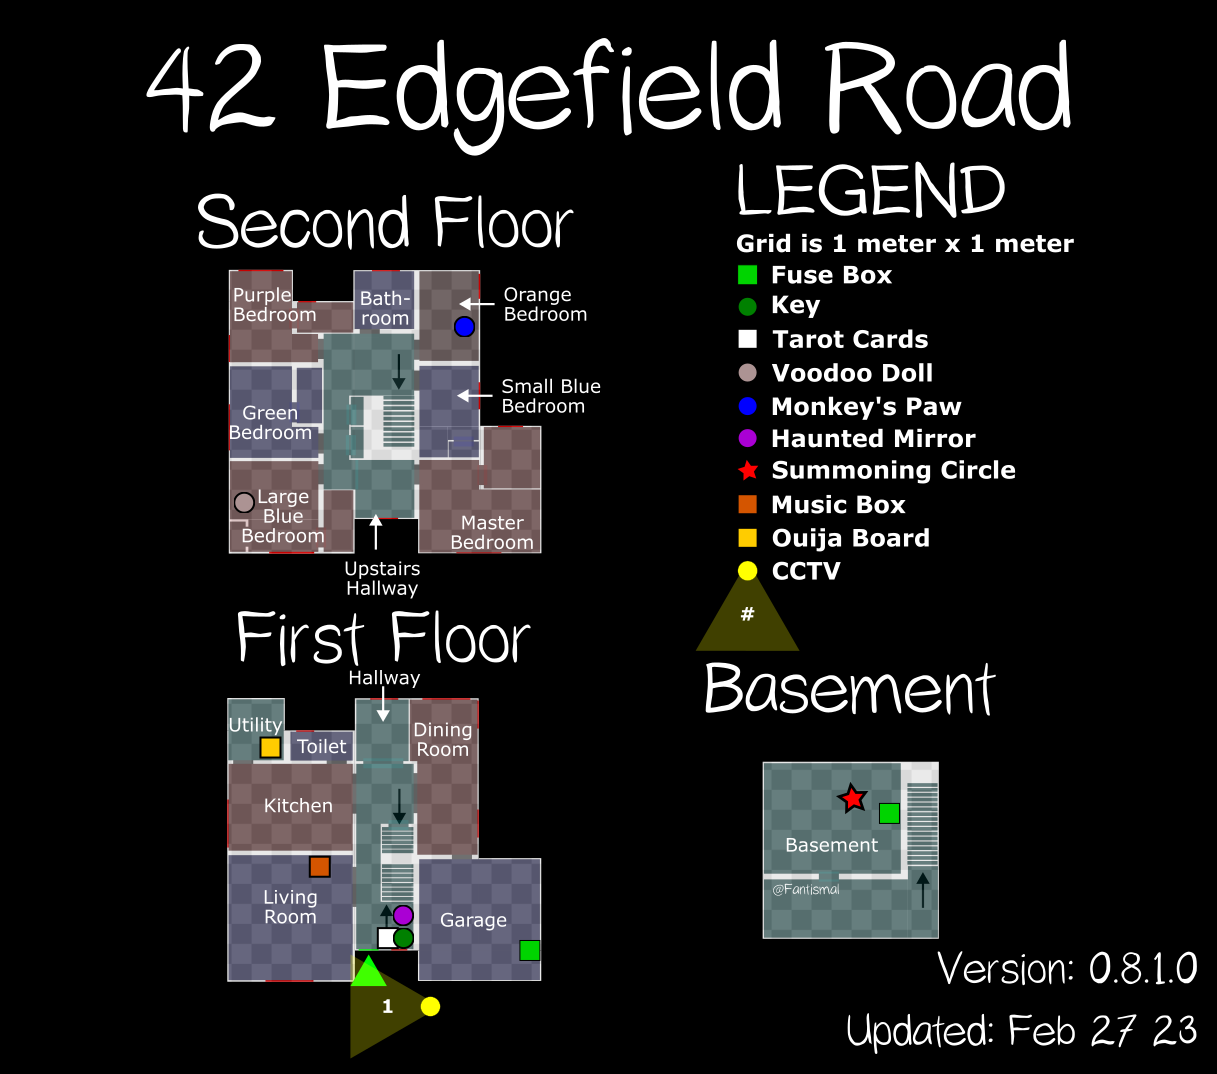 42 Edgefield Road
Second Floor
Purple
Bedroom
Bath-
room
Orange
Bedroom
Small Blue
Bedroom
Green
Bedroom
Large
Blue
Bedroom
Master
Bedroom
Upstairs
Hallway
LEGEND
Grid is 1 meter x 1 meter
Fuse Box
Key
Tarot Cards
Voodoo Doll
Monkey's Paw
Haunted Mirror
Summoning Circle
Music Box
Ouija Board
CCTV
#
First Floor
Hallway
Utility
Toilet
Dining
Room
Kitchen
Living
Room
Garage
1
Basement
Basement
@Fantismal
Version: 0.8.1.0
Updated: Feb 27 23